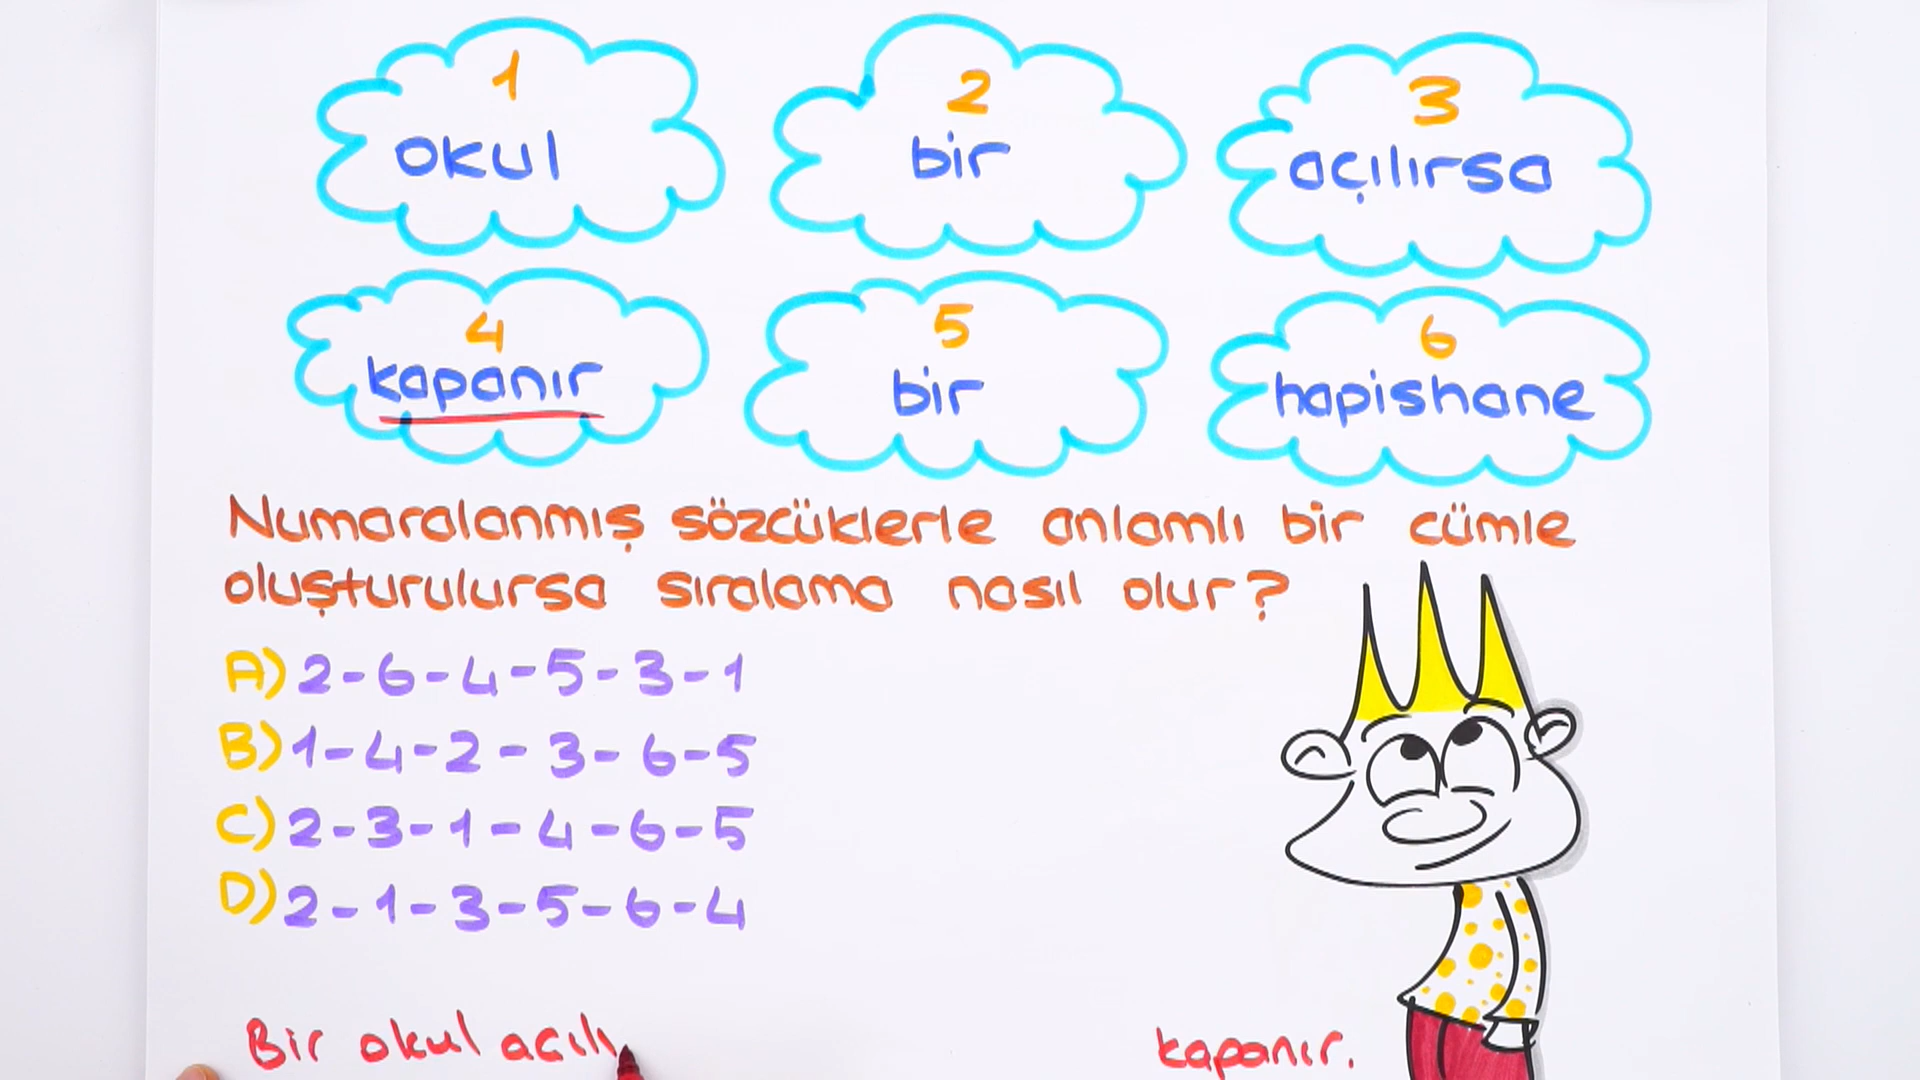 1 2 3
okul bir açılırsa
4 5 6
kapanır bir hapishane
Numaralanmış sözcüklerle anlamlı bir cümle
oluşturulursa sıralama nasıl olur?
A) 2-6-4-5-3-1
B) 1-4-2-3-6-5
C) 2-3-1-4-6-5
D) 2-1-3-5-6-4
Bir okul açılı kapanır.